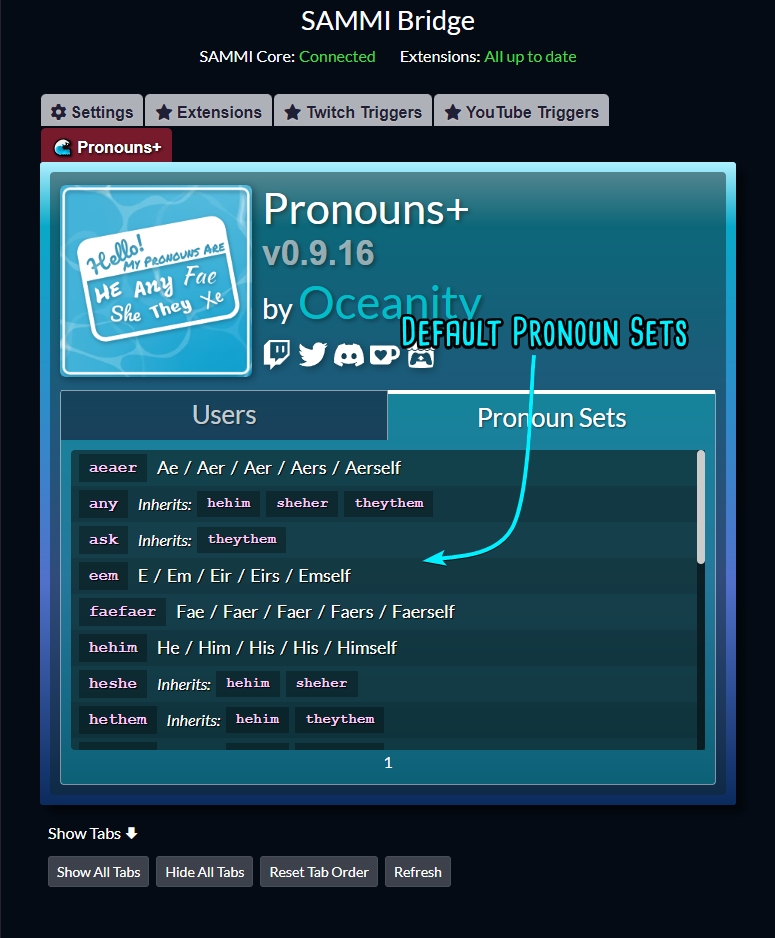 SAMMI Bridge
SAMMI Core: Connected Extensions: All up to date
Settings Extensions Twitch Triggers YouTube Triggers
Pronouns+
Hello!
My Pronouns Are
He Any Fae
She They Xe
Pronouns+
v0.9.16
by Oceanity
Default Pronoun Sets
Users Pronoun Sets
aeaer Ae / Aer / Aer / Aers / Aerself
any Inherits: hehim sheher theythem
ask Inherits: theythem
eem E / Em / Eir / Eirs / Emself
faefaer Fae / Faer / Faer / Faers / Faerself
hehim He / Him / His / His / Himself
heshe Inherits: hehim sheher
hethem Inherits: hehim theythem
1
Show Tabs
Show All Tabs Hide All Tabs Reset Tab Order Refresh